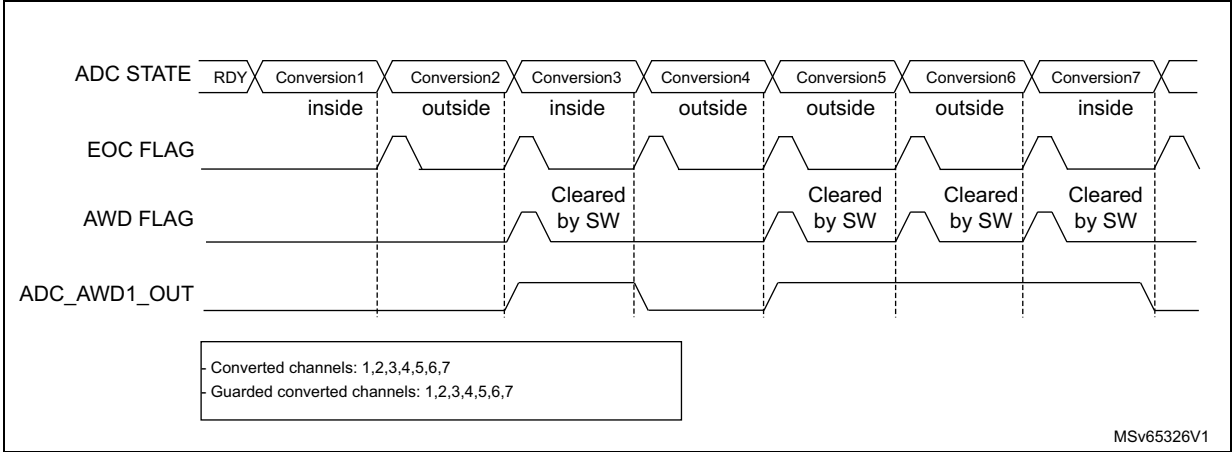 ADC STATE RDY Conversion1 Conversion2 Conversion3 Conversion4 Conversion5 Conversion6 Conversion7
inside outside inside outside outside outside inside
EOC FLAG
Cleared Cleared Cleared Cleared
AWD FLAG by SW by SW by SW by SW
ADC_AWD1_OUT
- Converted channels: 1,2,3,4,5,6,7
- Guarded converted channels: 1,2,3,4,5,6,7
MSv65326V1